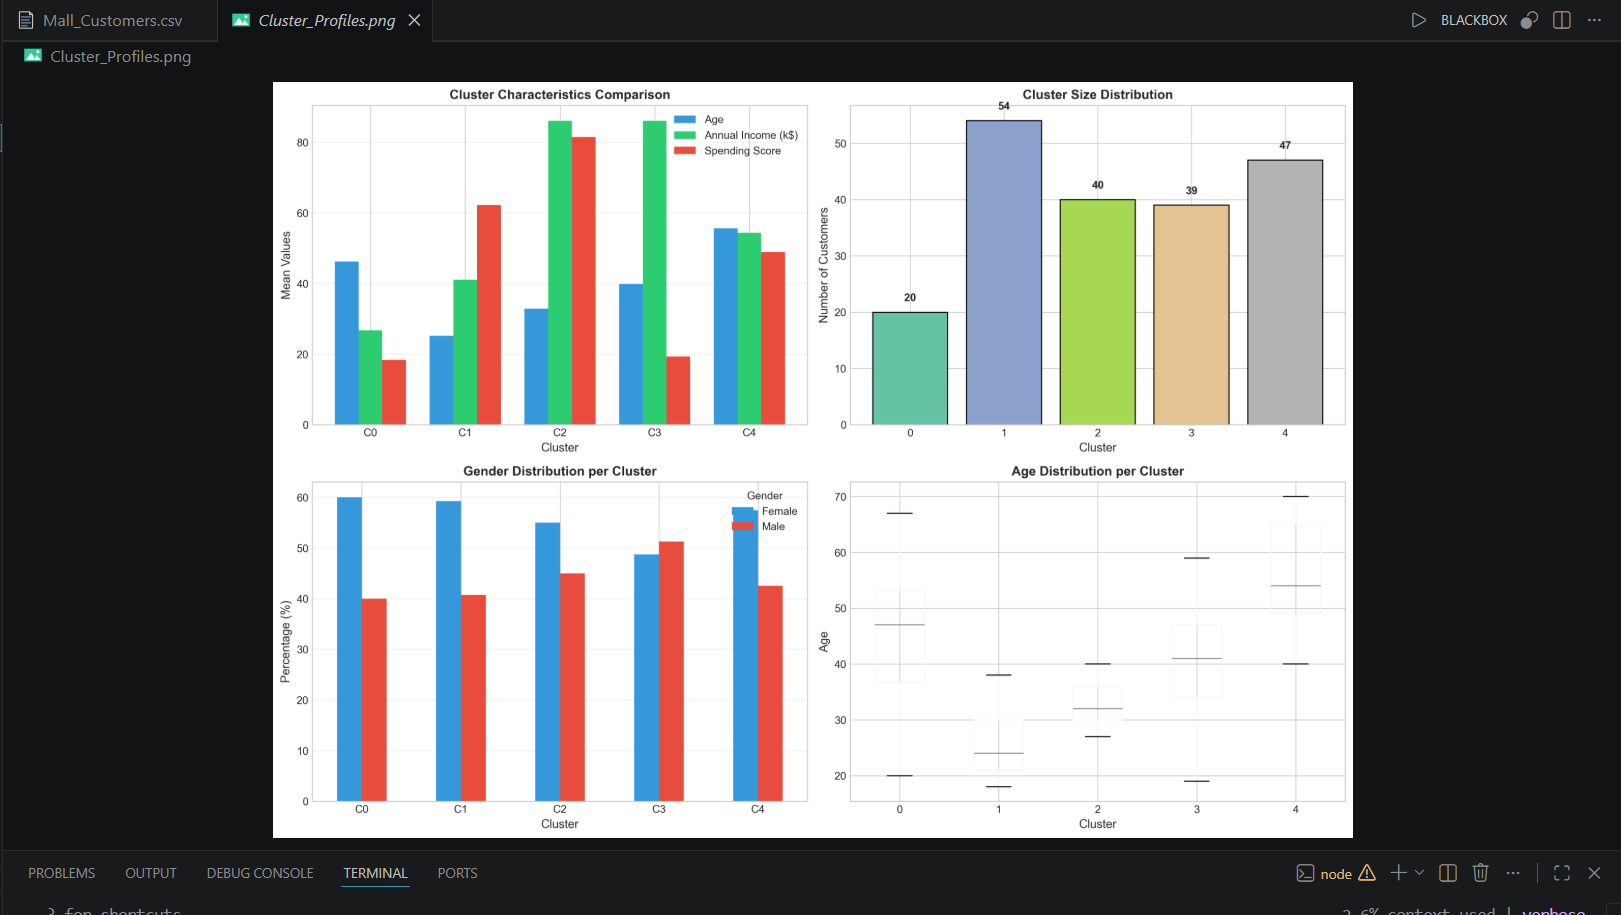 Mall_Customers.csv
Cluster_Profiles.png
BLACKBOX
Cluster_Profiles.png
Cluster Characteristics Comparison
Age
Annual Income (k$)
Spending Score
Mean Values
80
60
40
20
0
C0 C1 C2 C3 C4
Cluster
Cluster Size Distribution
54
47
40
39
20
Number of Customers
50
40
30
20
10
0
0 1 2 3 4
Cluster
Gender Distribution per Cluster
Gender
Female
Male
Percentage (%)
60
50
40
30
20
10
0
C0 C1 C2 C3 C4
Cluster
Age Distribution per Cluster
Age
70
60
50
40
30
20
0 1 2 3 4
Cluster
PROBLEMS OUTPUT DEBUG CONSOLE TERMINAL PORTS
node
for shortcuts
context used | verbose